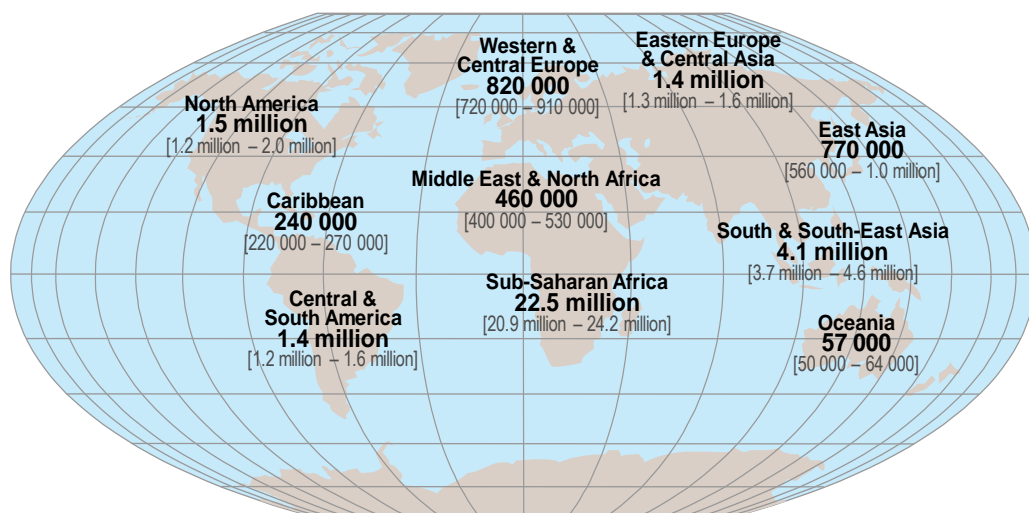 Western &
Central Europe
820 000
[720 000 – 910 000]
Eastern Europe
& Central Asia
1.4 million
[1.3 million – 1.6 million]
North America
1.5 million
[1.2 million – 2.0 million]
East Asia
770 000
[560 000 – 1.0 million]
Middle East & North Africa
460 000
[400 000 – 530 000]
Caribbean
240 000
[220 000 – 270 000]
South & South-East Asia
4.1 million
[3.7 million – 4.6 million]
Sub-Saharan Africa
22.5 million
[20.9 million – 24.2 million]
Central &
South America
1.4 million
[1.2 million – 1.6 million]
Oceania
57 000
[50 000 – 64 000]